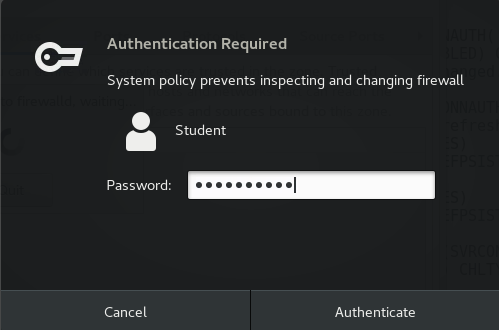 Authentication Required
System policy prevents inspecting and changing firewall
Student
Password: ••••••••••
Cancel
Authenticate